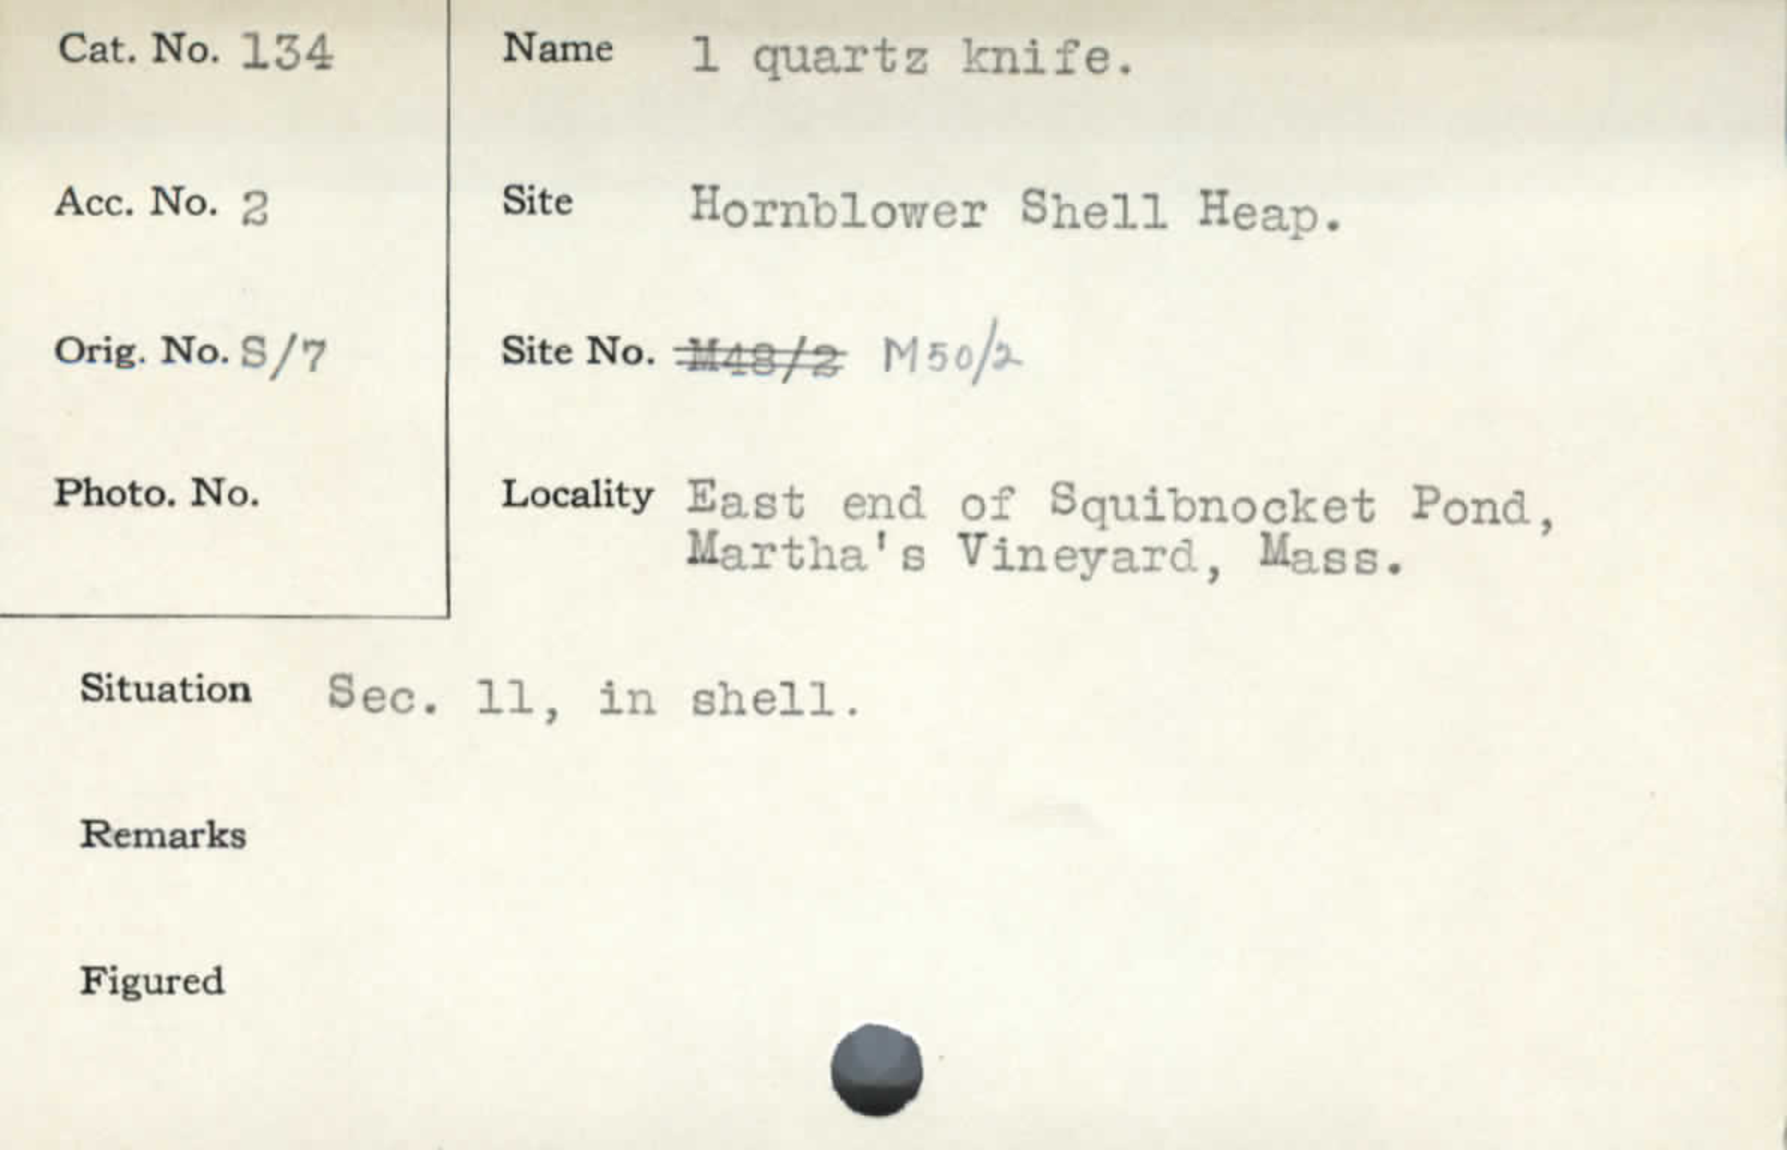 Cat. No. 134
Name 1 quartz knife.
Acc. No. 2
Site Hornblower Shell Heap.
Orig. No. S/7
Site No. M48/2 M50/2
Photo. No.
Locality East end of Squibnocket Pond,
Martha's Vineyard, Mass.
Situation Sec. 11, in shell.
Remarks
Figured